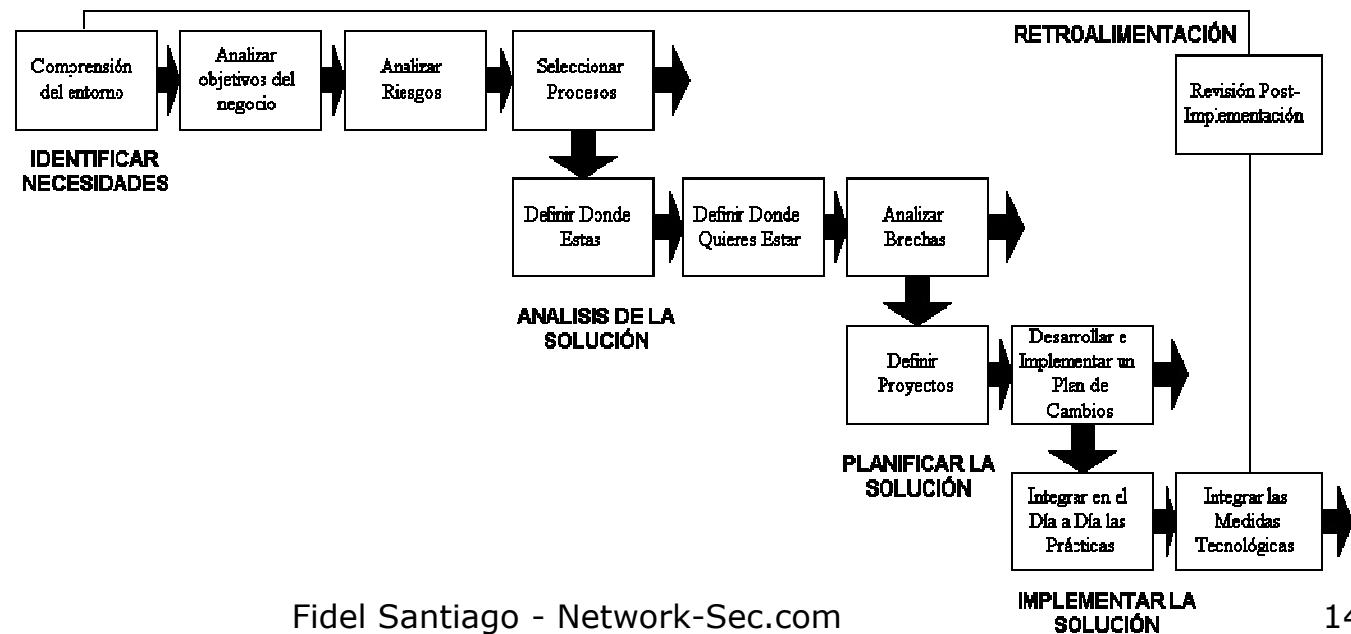 RETROALIMENTACIÓN
Comprensión
del entorno
Analizar
objetivos del
negocio
Analizar
Riesgos
Seleccionar
Procesos
Revisión Post-
Implementación
IDENTIFICAR
NECESIDADES
Definir Donde
Estas
Definir Donde
Quieres Estar
Analizar
Brechas
ANALISIS DE LA
SOLUCIÓN
Definir
Proyectos
Desarrollar e
Implementar un
Plan de
Cambios
PLANIFICAR LA
SOLUCIÓN
Integrar en el
Día a Día las
Prácticas
Integrar las
Medidas
Tecnológicas
IMPLEMENTAR LA
SOLUCIÓN
Fidel Santiago - Network-Sec.com
14